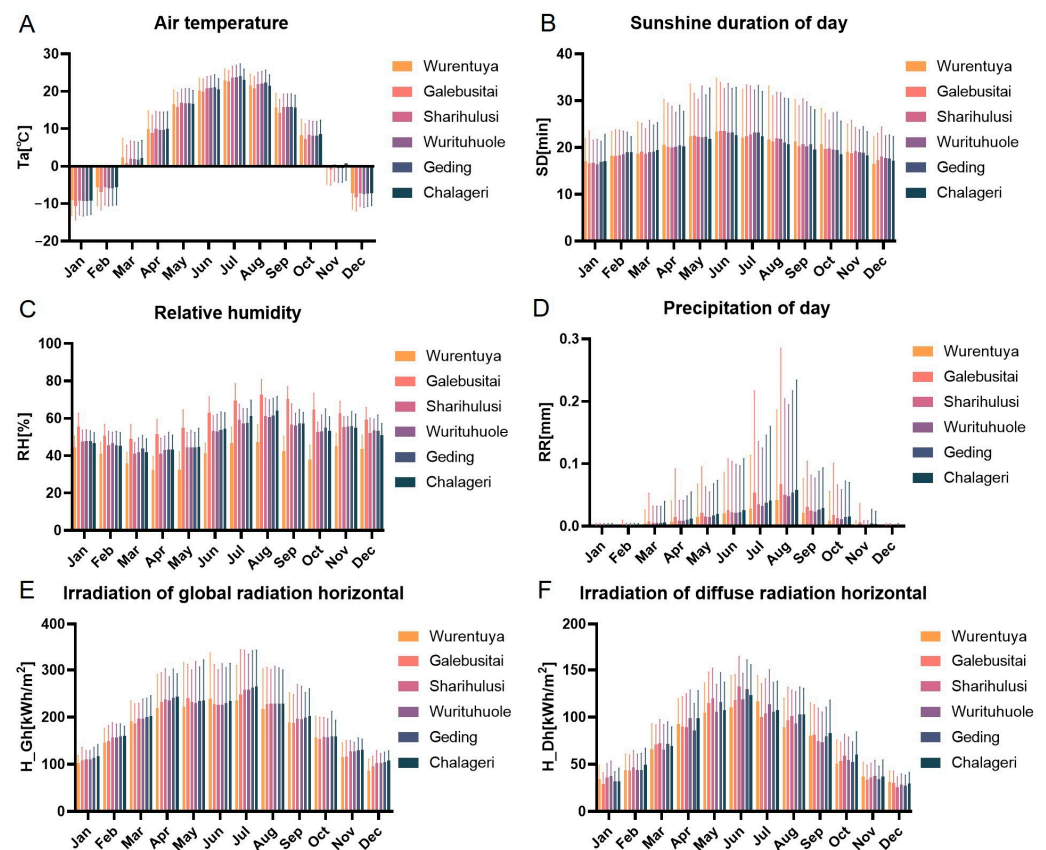 A
Air temperature
Ta[℃]
30
20
10
0
−10
−20
Jan Feb Mar Apr May Jun Jul Aug Sep Oct Nov Dec
Wurentuya
Galebusitai
Sharihulusi
Wurituhuole
Geding
Chalageri
B
Sunshine duration of day
SD[min]
40
30
20
10
0
Jan Feb Mar Apr May Jun Jul Aug Sep Oct Nov Dec
Wurentuya
Galebusitai
Sharihulusi
Wurituhuole
Geding
Chalageri
C
Relative humidity
RH[%]
100
80
60
40
20
0
Jan Feb Mar Apr May Jun Jul Aug Sep Oct Nov Dec
Wurentuya
Galebusitai
Sharihulusi
Wurituhuole
Geding
Chalageri
D
Precipitation of day
RR[mm]
0.3
0.2
0.1
0.0
Jan Feb Mar Apr May Jun Jul Aug Sep Oct Nov Dec
Wurentuya
Galebusitai
Sharihulusi
Wurituhuole
Geding
Chalageri
E
Irradiation of global radiation horizontal
H_Gh[kWh/m²]
400
300
200
100
0
Jan Feb Mar Apr May Jun Jul Aug Sep Oct Nov Dec
Wurentuya
Galebusitai
Sharihulusi
Wurituhuole
Geding
Chalageri
F
Irradiation of diffuse radiation horizontal
H_Dh[kWh/m²]
200
150
100
50
0
Jan Feb Mar Apr May Jun Jul Aug Sep Oct Nov Dec
Wurentuya
Galebusitai
Sharihulusi
Wurituhuole
Geding
Chalageri